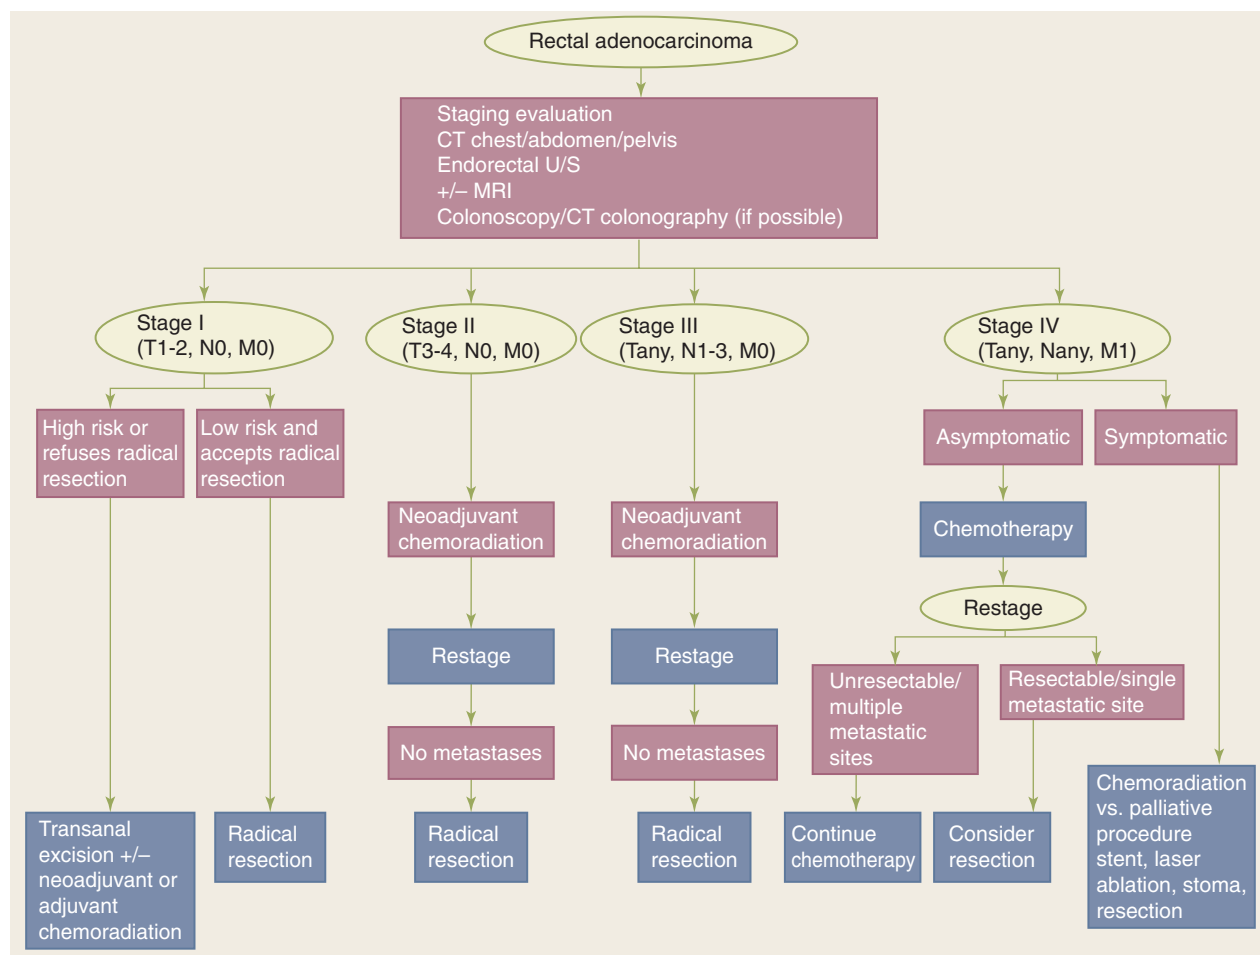 Rectal adenocarcinoma
Staging evaluation
CT chest/abdomen/pelvis
Endorectal U/S
+/– MRI
Colonoscopy/CT colonography (if possible)
Stage I
(T1-2, N0, M0)
Stage II
(T3-4, N0, M0)
Stage III
(Tany, N1-3, M0)
Stage IV
(Tany, Nany, M1)
High risk or
refuses radical
resection
Low risk and
accepts radical
resection
Asymptomatic
Symptomatic
Neoadjuvant
chemoradiation
Neoadjuvant
chemoradiation
Chemotherapy
Restage
Restage
Restage
Unresectable/
multiple
metastatic
sites
Resectable/single
metastatic site
No metastases
No metastases
Transanal
excision +/–
neoadjuvant or
adjuvant
chemoradiation
Radical
resection
Radical
resection
Radical
resection
Continue
chemotherapy
Consider
resection
Chemoradiation
vs. palliative
procedure
stent, laser
ablation, stoma,
resection